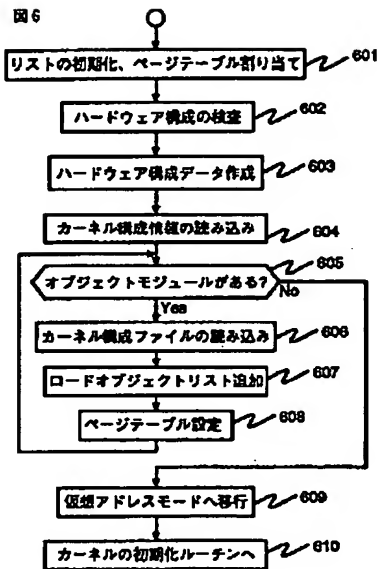 図6
リストの初期化、ページテーブル割り当て 601
ハードウェア構成の検査 602
ハードウェア構成データ作成 603
カーネル構成情報の読み込み 604
オブジェクトモジュールがある? 605
Yes No
カーネル構成ファイルの読み込み 606
ロードオブジェクトリスト追加 607
ページテーブル設定 608
仮想アドレスモードへ移行 609
カーネルの初期化ルーチンへ 610